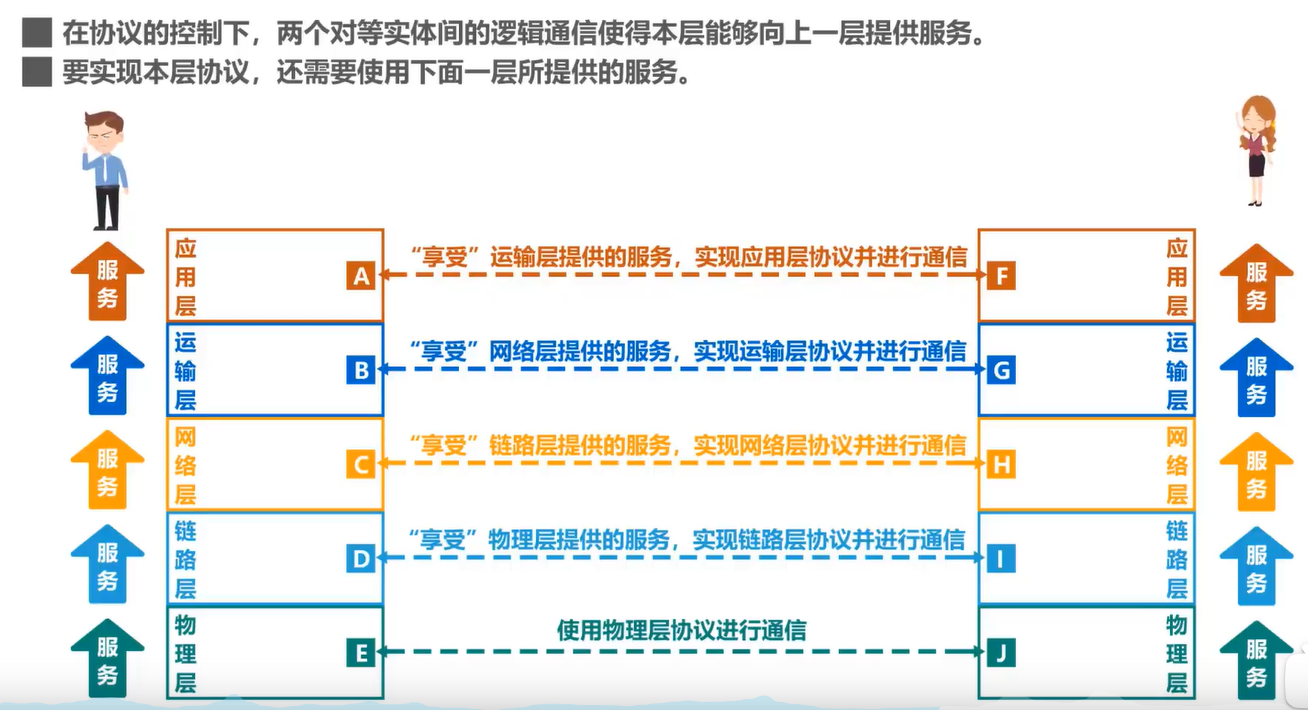 在协议的控制下，两个对等实体间的逻辑通信使得本层能够向上一层提供服务。
要实现本层协议，还需要使用下面一层所提供的服务。
服务
应用层
A
“享受”运输层提供的服务，实现应用层协议并进行通信
F
应用层
服务
服务
运输层
B
“享受”网络层提供的服务，实现运输层协议并进行通信
G
运输层
服务
服务
网络层
C
“享受”链路层提供的服务，实现网络层协议并进行通信
H
网络层
服务
服务
链路层
D
“享受”物理层提供的服务，实现链路层协议并进行通信
I
链路层
服务
服务
物理层
E
使用物理层协议进行通信
J
物理层
服务